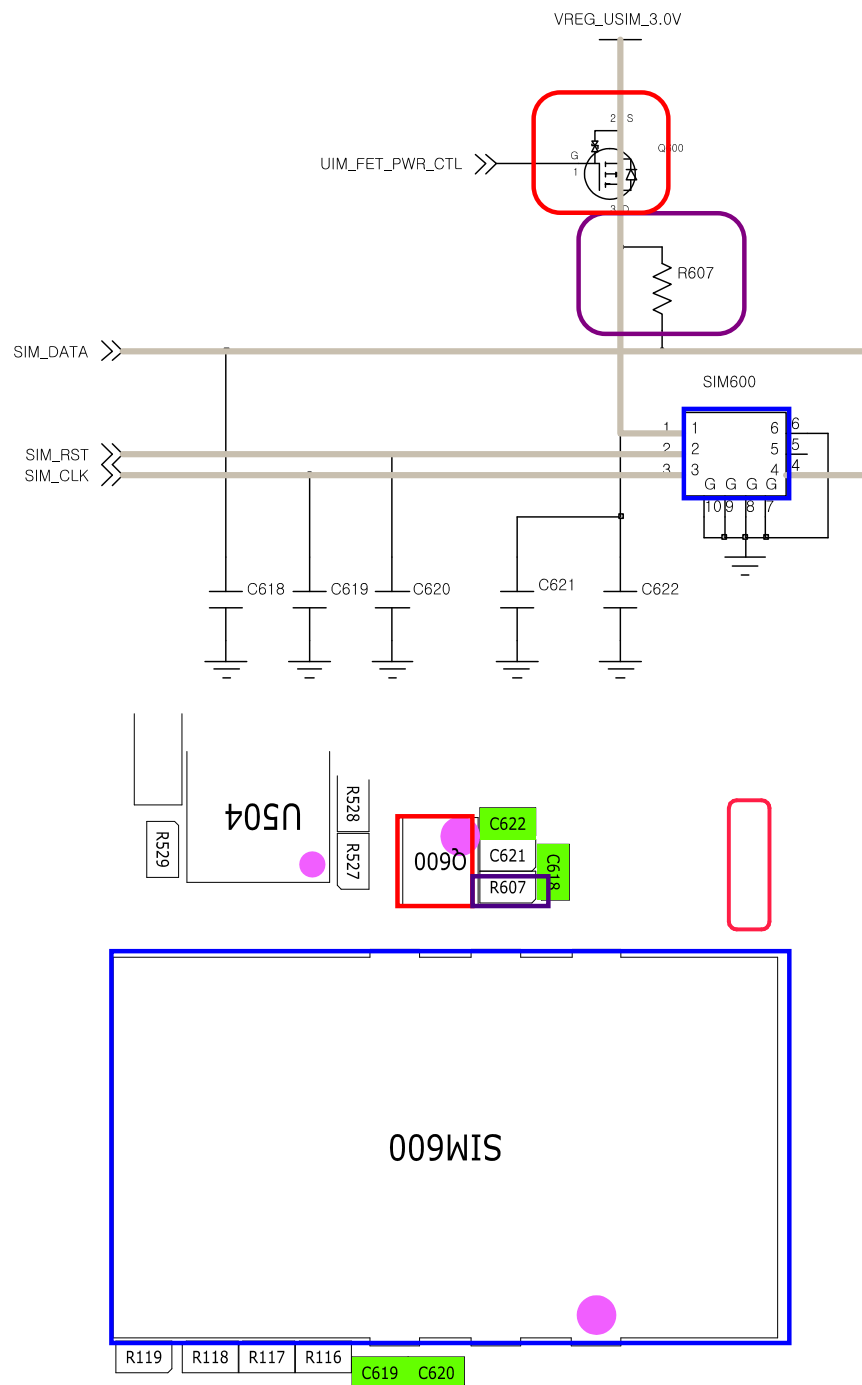 VREG_USIM_3.0V
2 S
Q600
UIM_FET_PWR_CTL
G
1
3 D
R607
SIM_DATA
SIM600
SIM_RST
SIM_CLK
1 1 6 6
2 2 5 5
3 3 4 4
G G G G
10 9 8 7
C618 C619 C620 C621 C622
U504
R528
R529
R527
Q600
C622
C621
C618
R607
SIM600
R119 R118 R117 R116
C619 C620